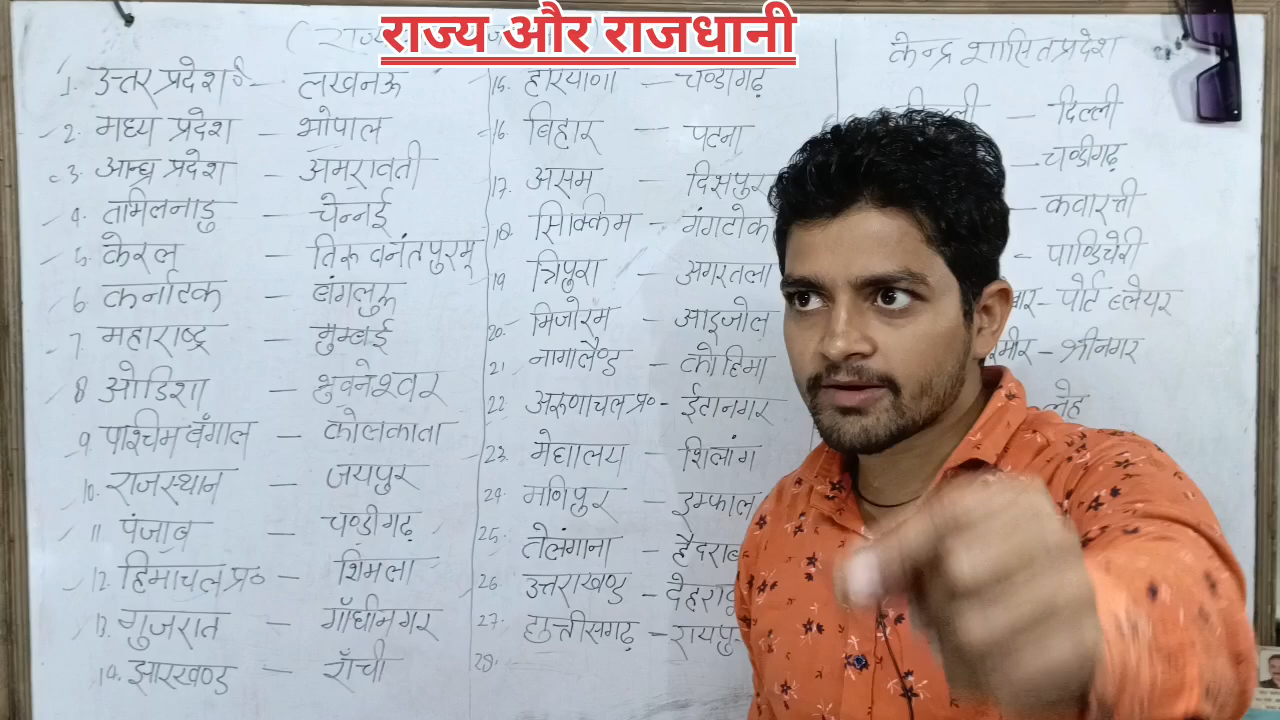 राज्य और राजधानी
1. उत्तर प्रदेश - लखनऊ
2. मध्य प्रदेश - भोपाल
3. आन्ध्र प्रदेश - अमरावती
4. तमिलनाडु - चेन्नई
5. केरल - तिरूवनंतपुरम्
6. कर्नाटक - बंगलुरू
7. महाराष्ट्र - मुम्बई
8 ओडिशा - भुवनेश्वर
9. पश्चिम बँगाल - कोलकाता
10. राजस्थान - जयपुर
11 पंजाब - चण्डीगढ़
12. हिमाचल प्र० - शिमला
13. गुजरात - गाँधीनगर
14. झारखण्ड - राँची
15. हरियाणा - चण्डीगढ़
16. बिहार - पटना
17. असम - दिसपुर
18. सिक्किम - गंगटोक
19 त्रिपुरा - अगरतला
20. मिजोरम - आइजोल
21 नागालैण्ड - कोहिमा
22 अरूणाचल प्र० - ईटानगर
23. मेघालय - शिलांग
24. मणिपुर - इम्फाल
25. तेलंगाना - हैदराब
26. उत्तराखण्ड - देहरादू
27. छत्तीसगढ़ - रायपु
28.
केन्द्र शासित प्रदेश
दिल्ली - दिल्ली
- चण्डीगढ़
- कवारत्ती
- पाण्डिचेरी
बार - पोर्ट ब्लेयर
मीर - श्रीनगर
लेह